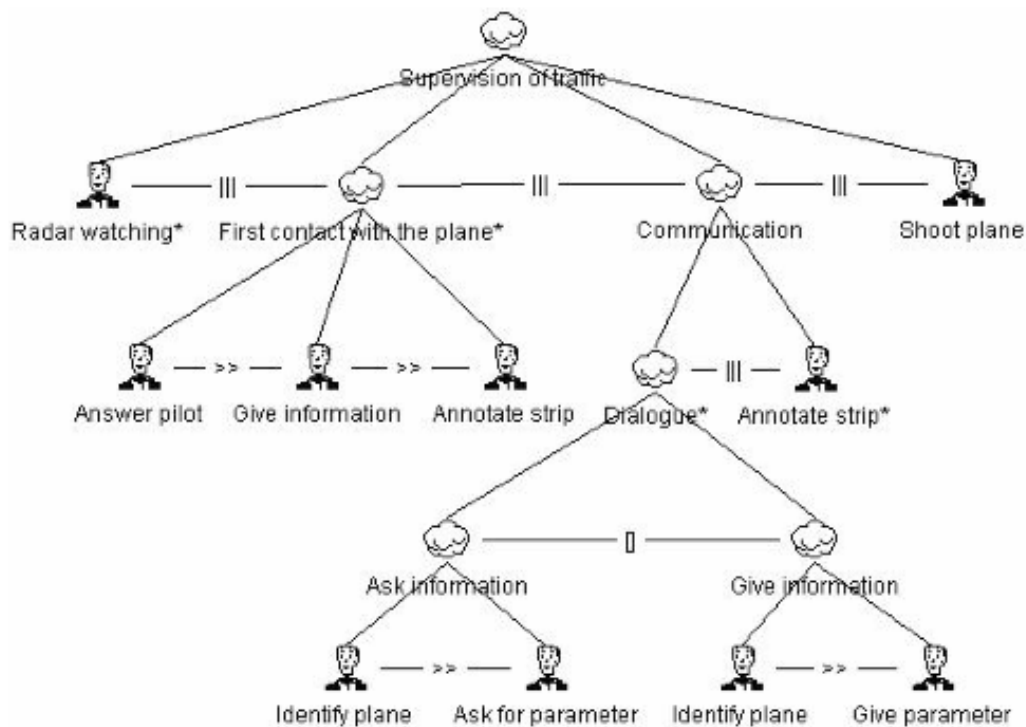 Supervision of traffic
||| ||| |||
Radar watching* First contact with the plane* Communication Shoot plane
>> >> |||
Answer pilot Give information Annotate strip Dialogue* Annotate strip*
[]
Ask information Give information
>> >>
Identify plane Ask for parameter Identify plane Give parameter